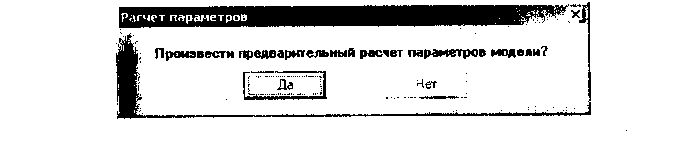 Расчет параметров
Произвести предварительный расчет параметров модели?
Да
Нет